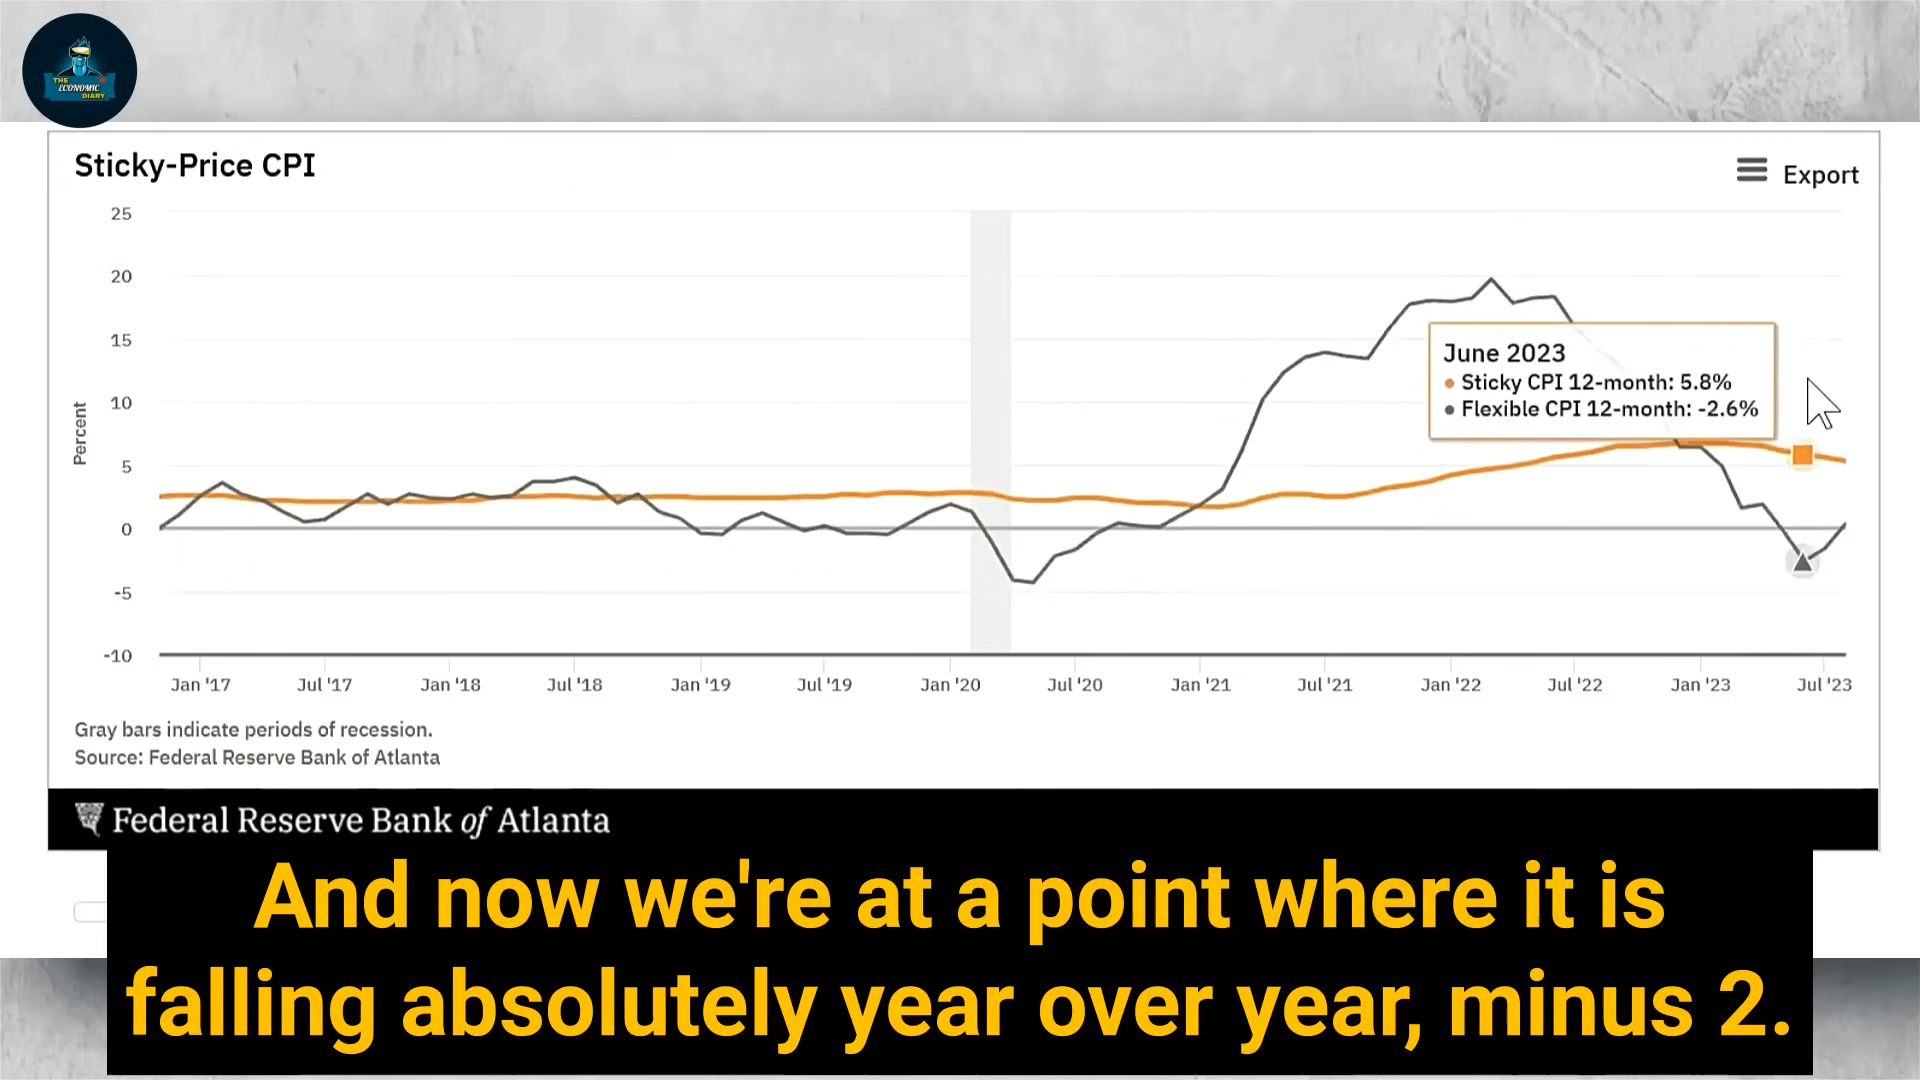 THE
ECONOMIC
DIARY
Sticky-Price CPI
Export
25
20
15
10
5
0
-5
-10
Percent
June 2023
Sticky CPI 12-month: 5.8%
Flexible CPI 12-month: -2.6%
Jan '17 Jul '17 Jan '18 Jul '18 Jan '19 Jul '19 Jan '20 Jul '20 Jan '21 Jul '21 Jan '22 Jul '22 Jan '23 Jul '23
Gray bars indicate periods of recession.
Source: Federal Reserve Bank of Atlanta
Federal Reserve Bank of Atlanta
And now we're at a point where it is
falling absolutely year over year, minus 2.